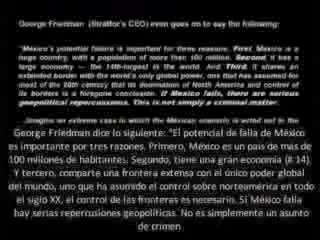 George Friedman (Stratfor's CEO) even goes on to say the following:
"Mexico's potential failure is important for three reasons. First, Mexico is a
huge country, with a population of more than 100 million. Second, it has a
large economy — the 14th-largest in the world. And Third, it shares an
extended border with the world's only global power, one that has assumed for
most of the 20th century that its domination of North America and control of
its borders is a foregone conclusion. If Mexico fails, there are serious
geopolitical repercussions. This is not simply a criminal matter.
George Friedman dice lo siguiente: "El potencial de falla de México
es importante por tres razones. Primero, México es un país de mas de
100 millones de habitantes. Segundo, tiene una gran economía (# 14).
Y tercero, comparte una frontera extensa con el único poder global
del mundo, uno que ha asumido el control sobre norteamérica en todo
el siglo XX, el control de las fronteras es necesario. Si México falla
hay serias repercusiones geopolíticas. No es simplemente un asunto
de crimen